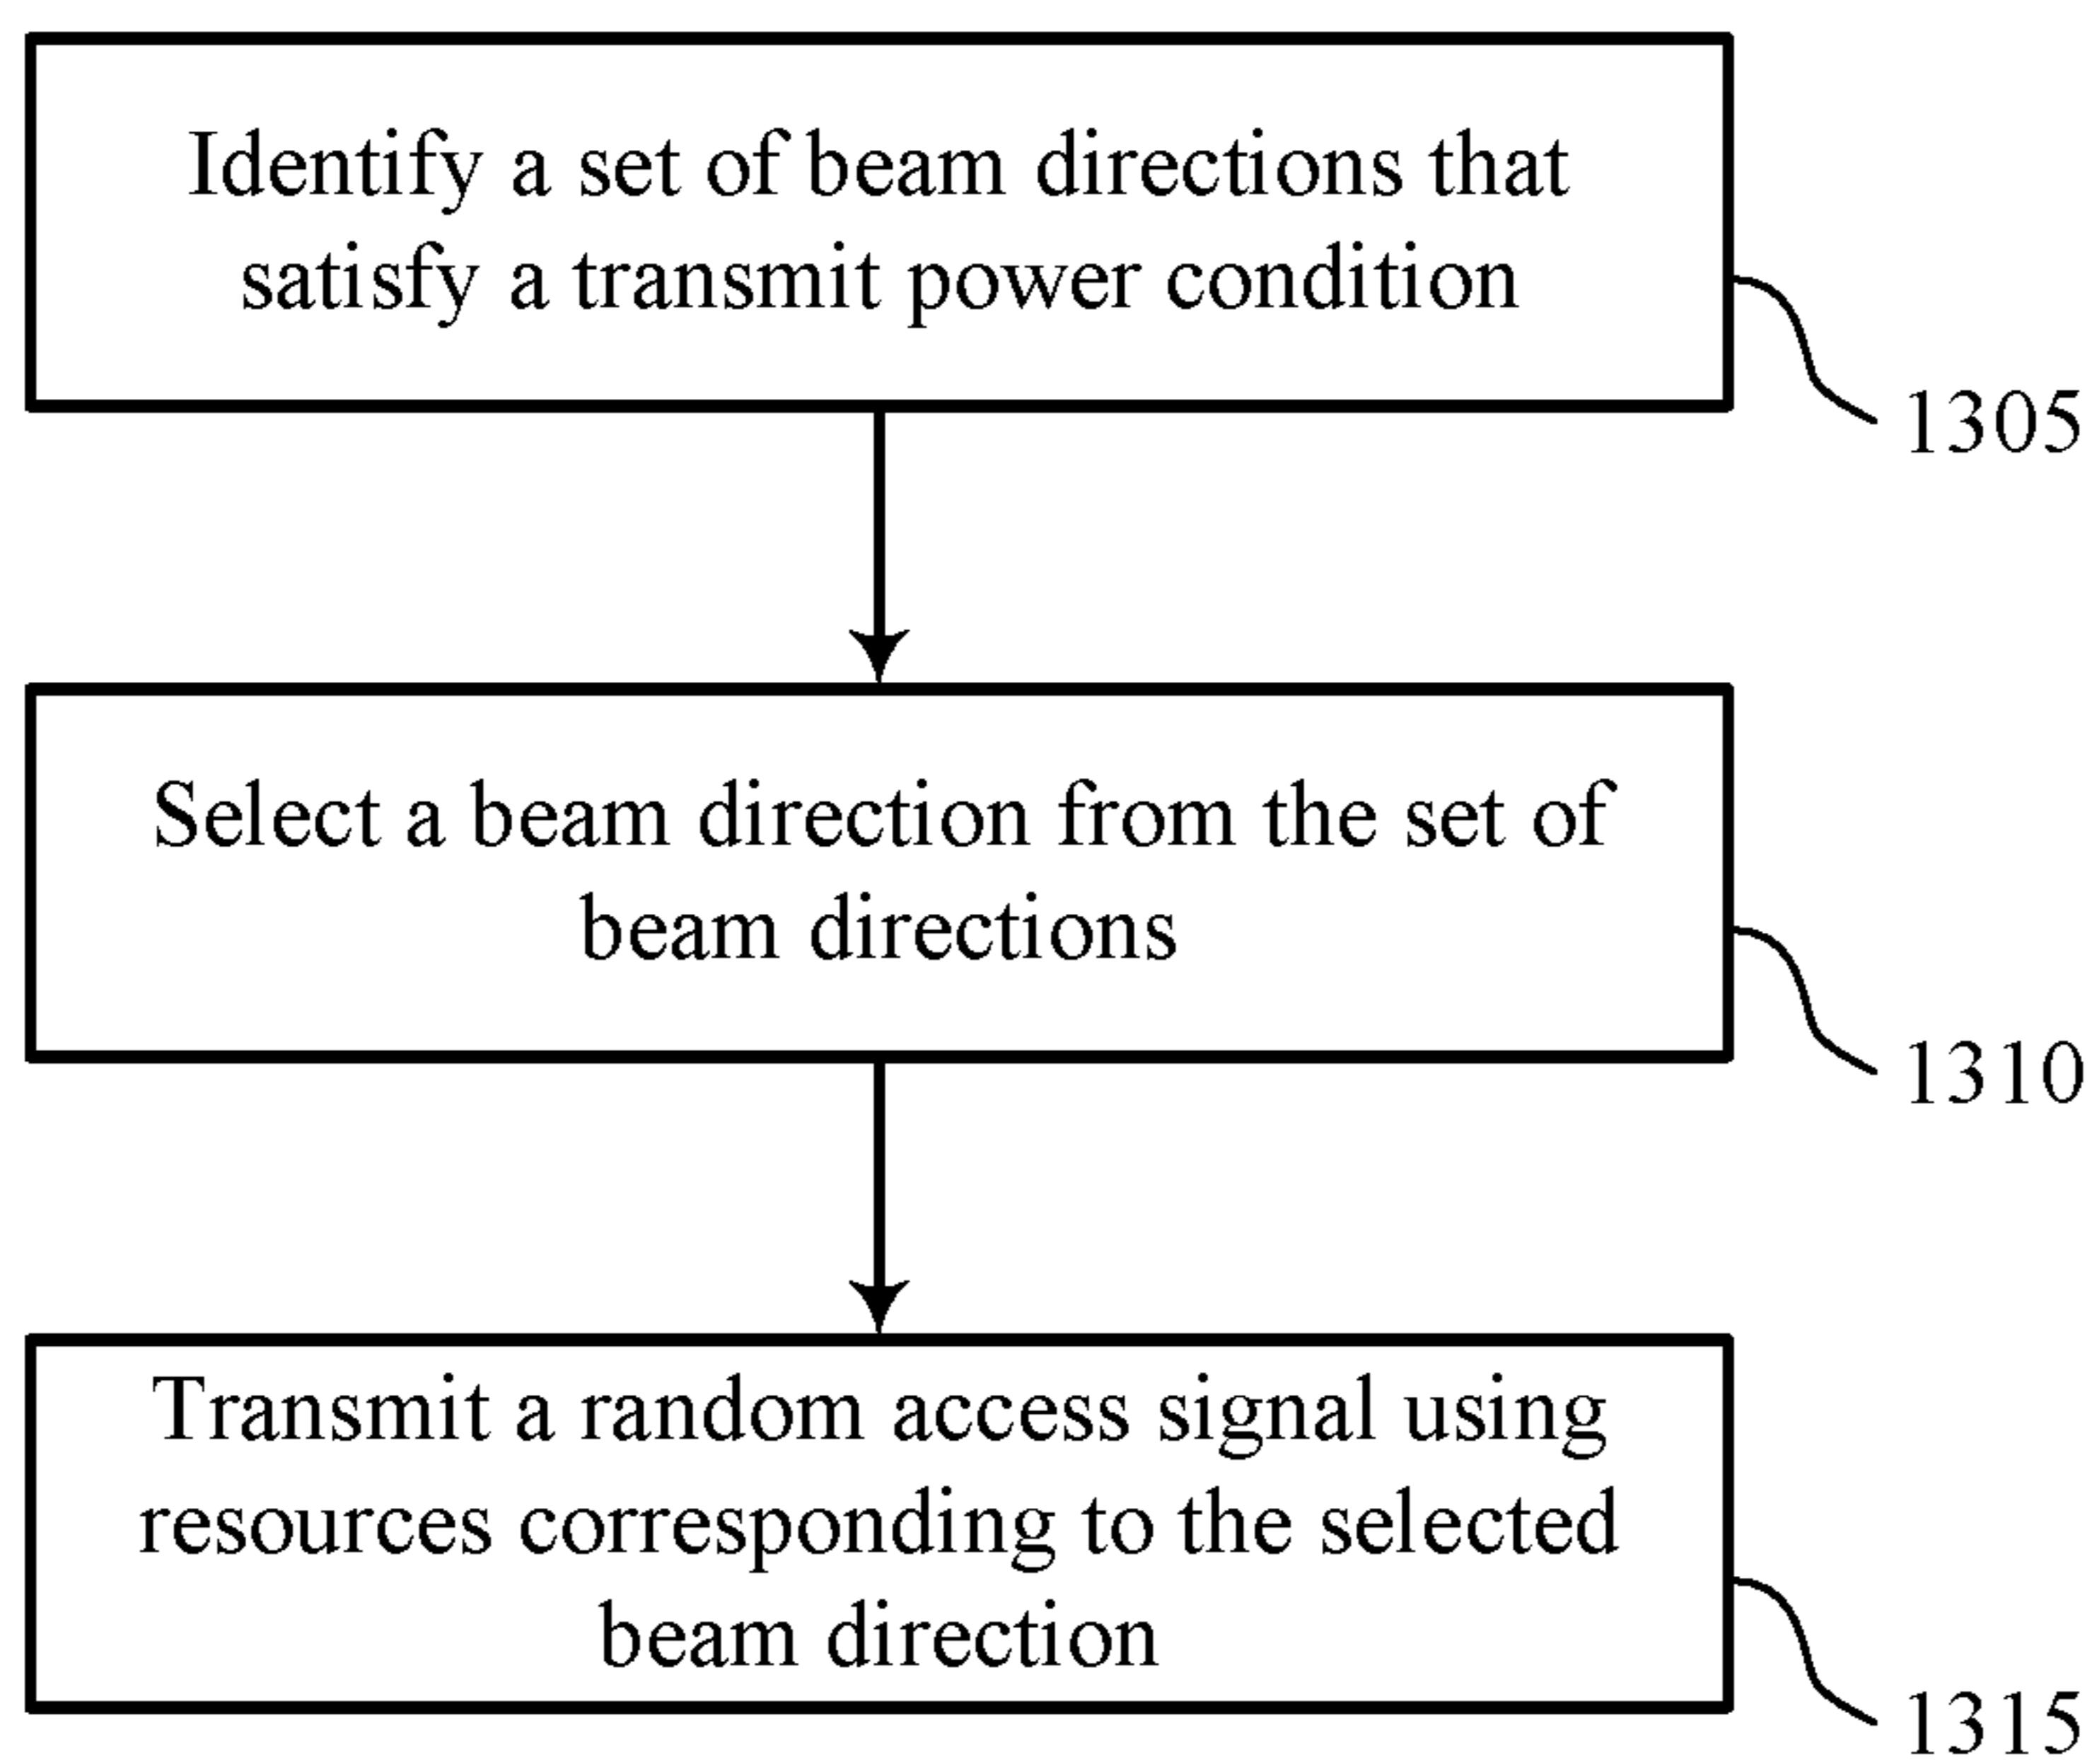 Identify a set of beam directions that
satisfy a transmit power condition
1305
Select a beam direction from the set of
beam directions
1310
Transmit a random access signal using
resources corresponding to the selected
beam direction
1315